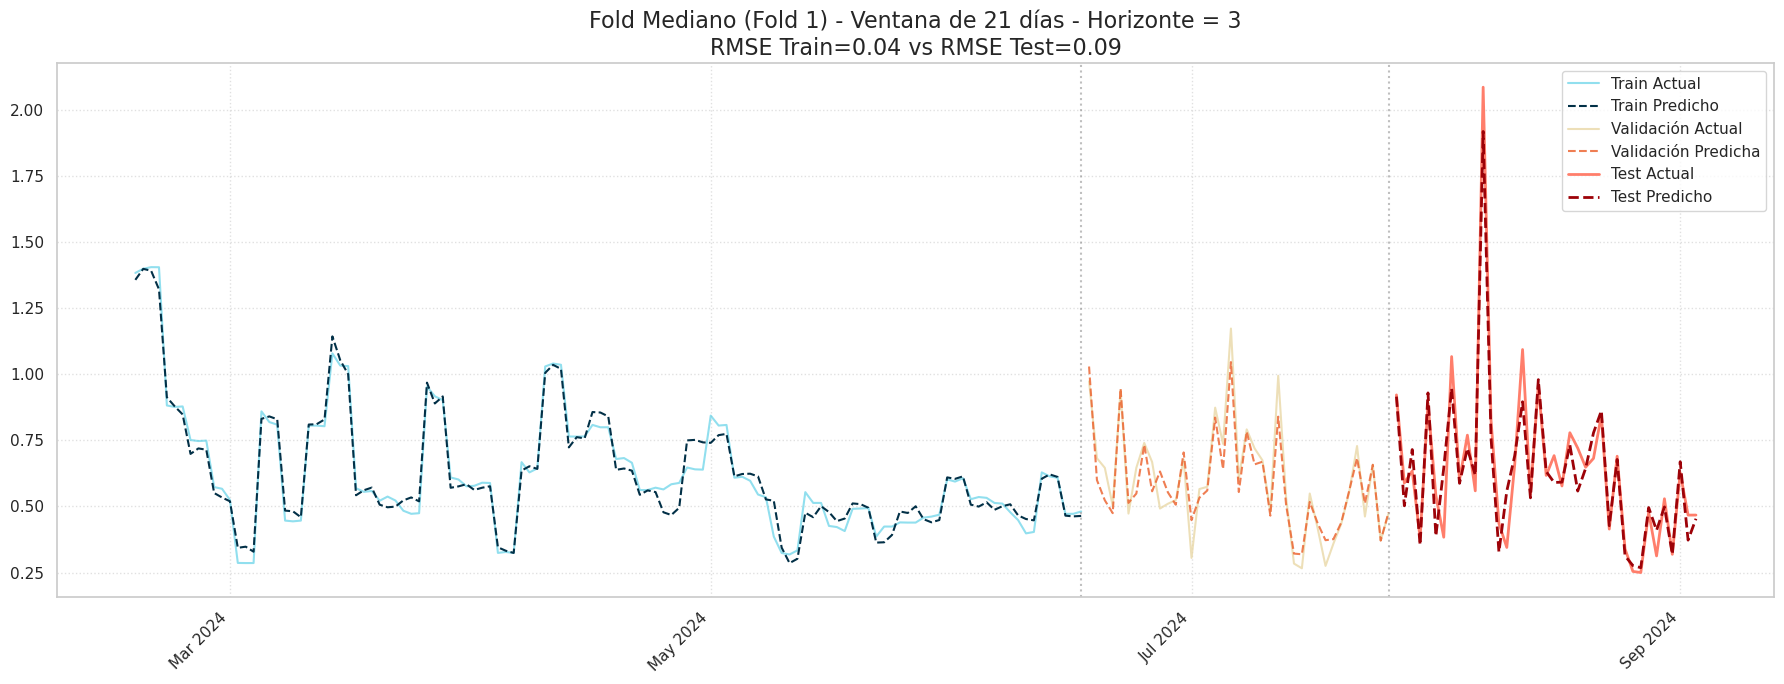 Fold Mediano (Fold 1) - Ventana de 21 días - Horizonte = 3
RMSE Train=0.04 vs RMSE Test=0.09
Train Actual
Train Predicho
Validación Actual
Validación Predicha
Test Actual
Test Predicho
2.00
1.75
1.50
1.25
1.00
0.75
0.50
0.25
Mar 2024
May 2024
Jul 2024
Sep 2024